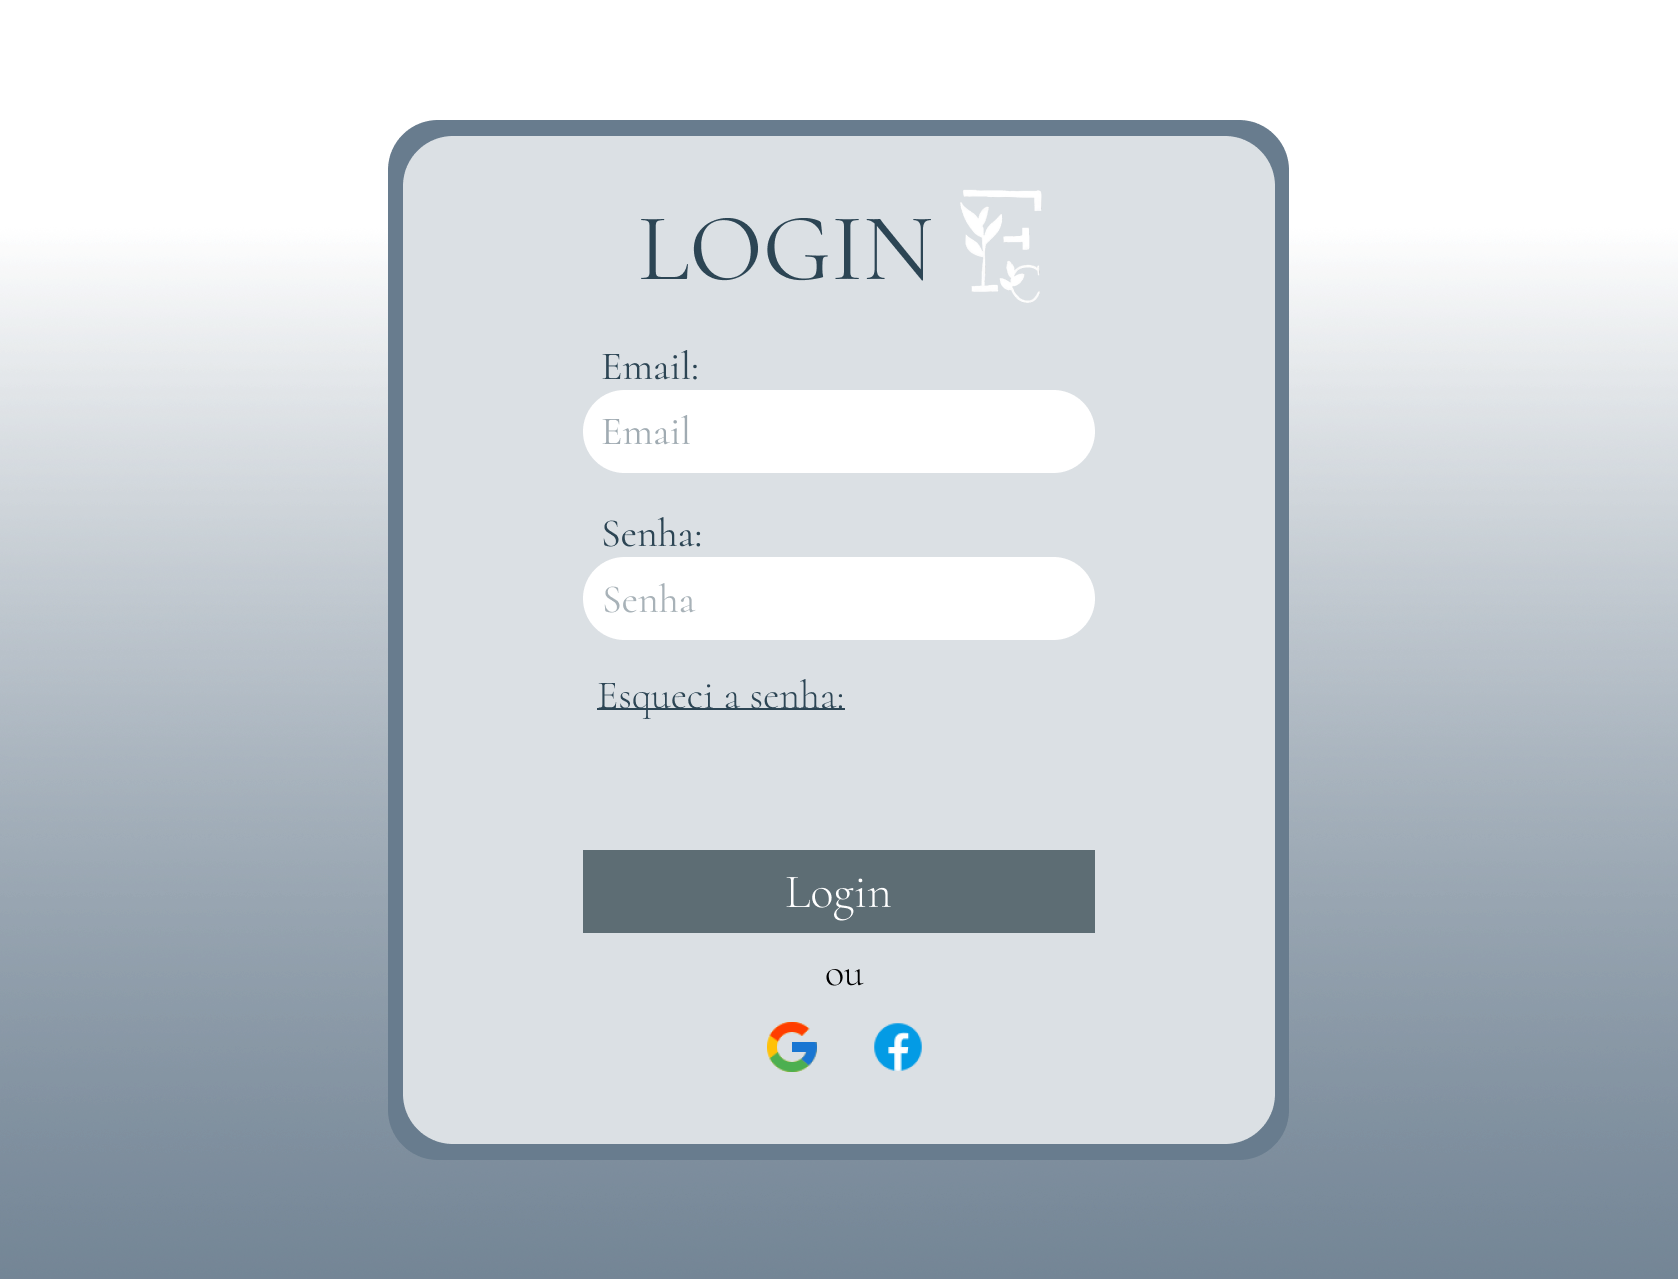 LOGIN
Email:
Email
Senha:
Senha
Esqueci a senha:
Login
ou